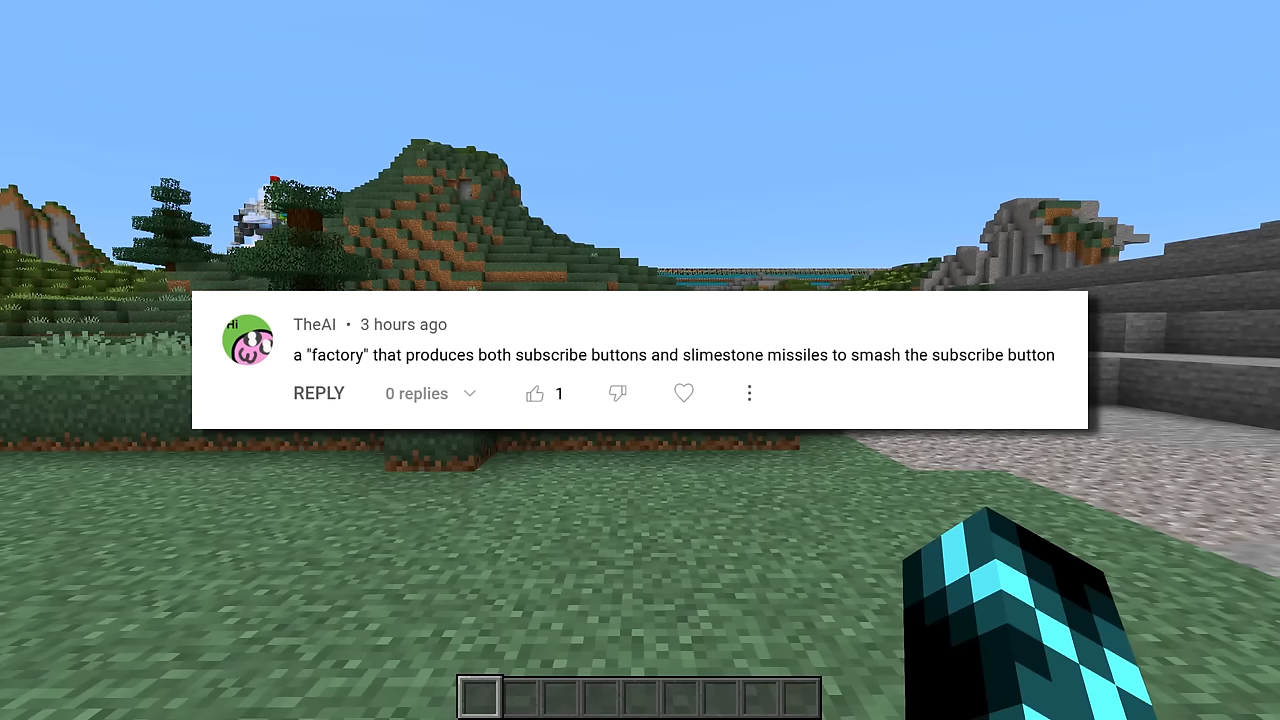 Hi
TheAI • 3 hours ago
a "factory" that produces both subscribe buttons and slimestone missiles to smash the subscribe button
REPLY 0 replies 1